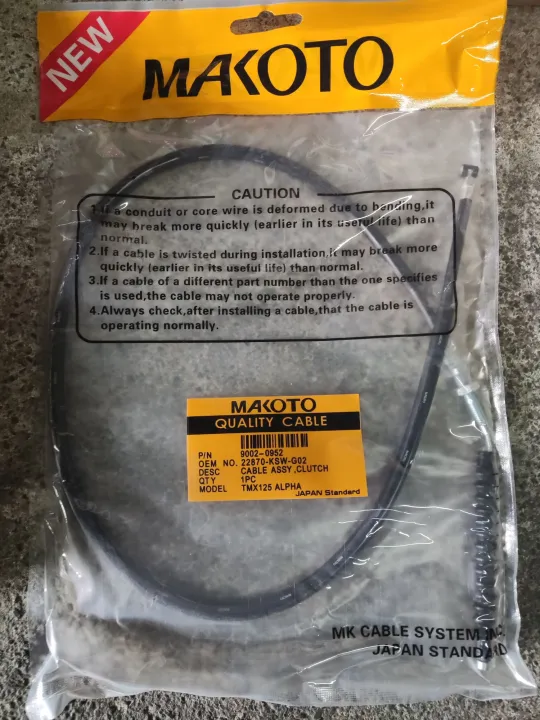 NEW
MAKOTO
CAUTION
1.If a conduit or core wire is deformed due to bending,it
may break more quickly (earlier in its useful life) than
normal.
2.If a cable is twisted during installation,it may break more
quickly (earlier in its useful life) than normal.
3.If a cable of a different part number than the one specifies
is used,the cable may not operate properly.
4.Always check,after installing a cable,that the cable is
operating normally.
MAKOTO
QUALITY CABLE
P/N 9002-0952
OEM NO. 22870-KSW-G02
DESC CABLE ASSY,CLUTCH
QTY 1PC
MODEL TMX125 ALPHA
JAPAN Standard
MK CABLE SYSTEM INC.
JAPAN STANDARD